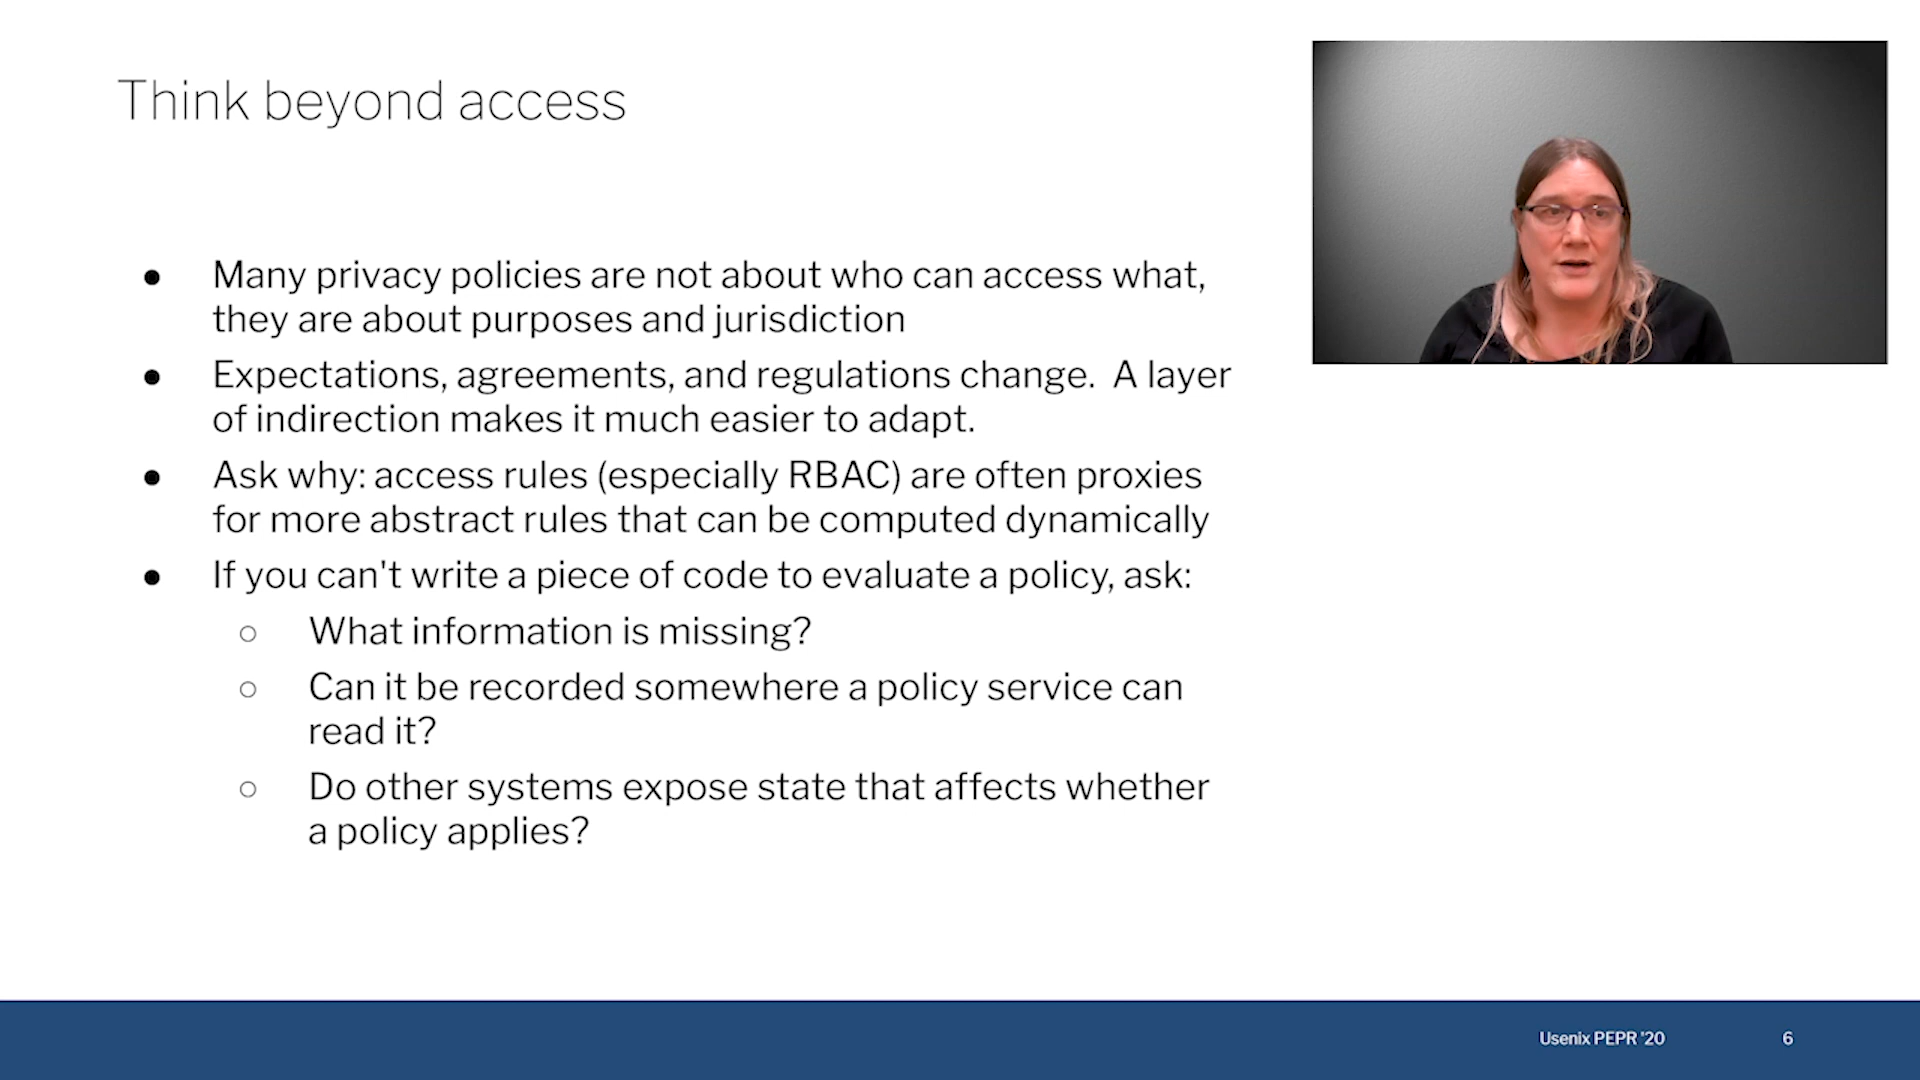 Think beyond access
● Many privacy policies are not about who can access what,
they are about purposes and jurisdiction
● Expectations, agreements, and regulations change.  A layer
of indirection makes it much easier to adapt.
● Ask why: access rules (especially RBAC) are often proxies
for more abstract rules that can be computed dynamically
● If you can't write a piece of code to evaluate a policy, ask:
○ What information is missing?
○ Can it be recorded somewhere a policy service can
read it?
○ Do other systems expose state that affects whether
a policy applies?
Usenix PEPR '20
6